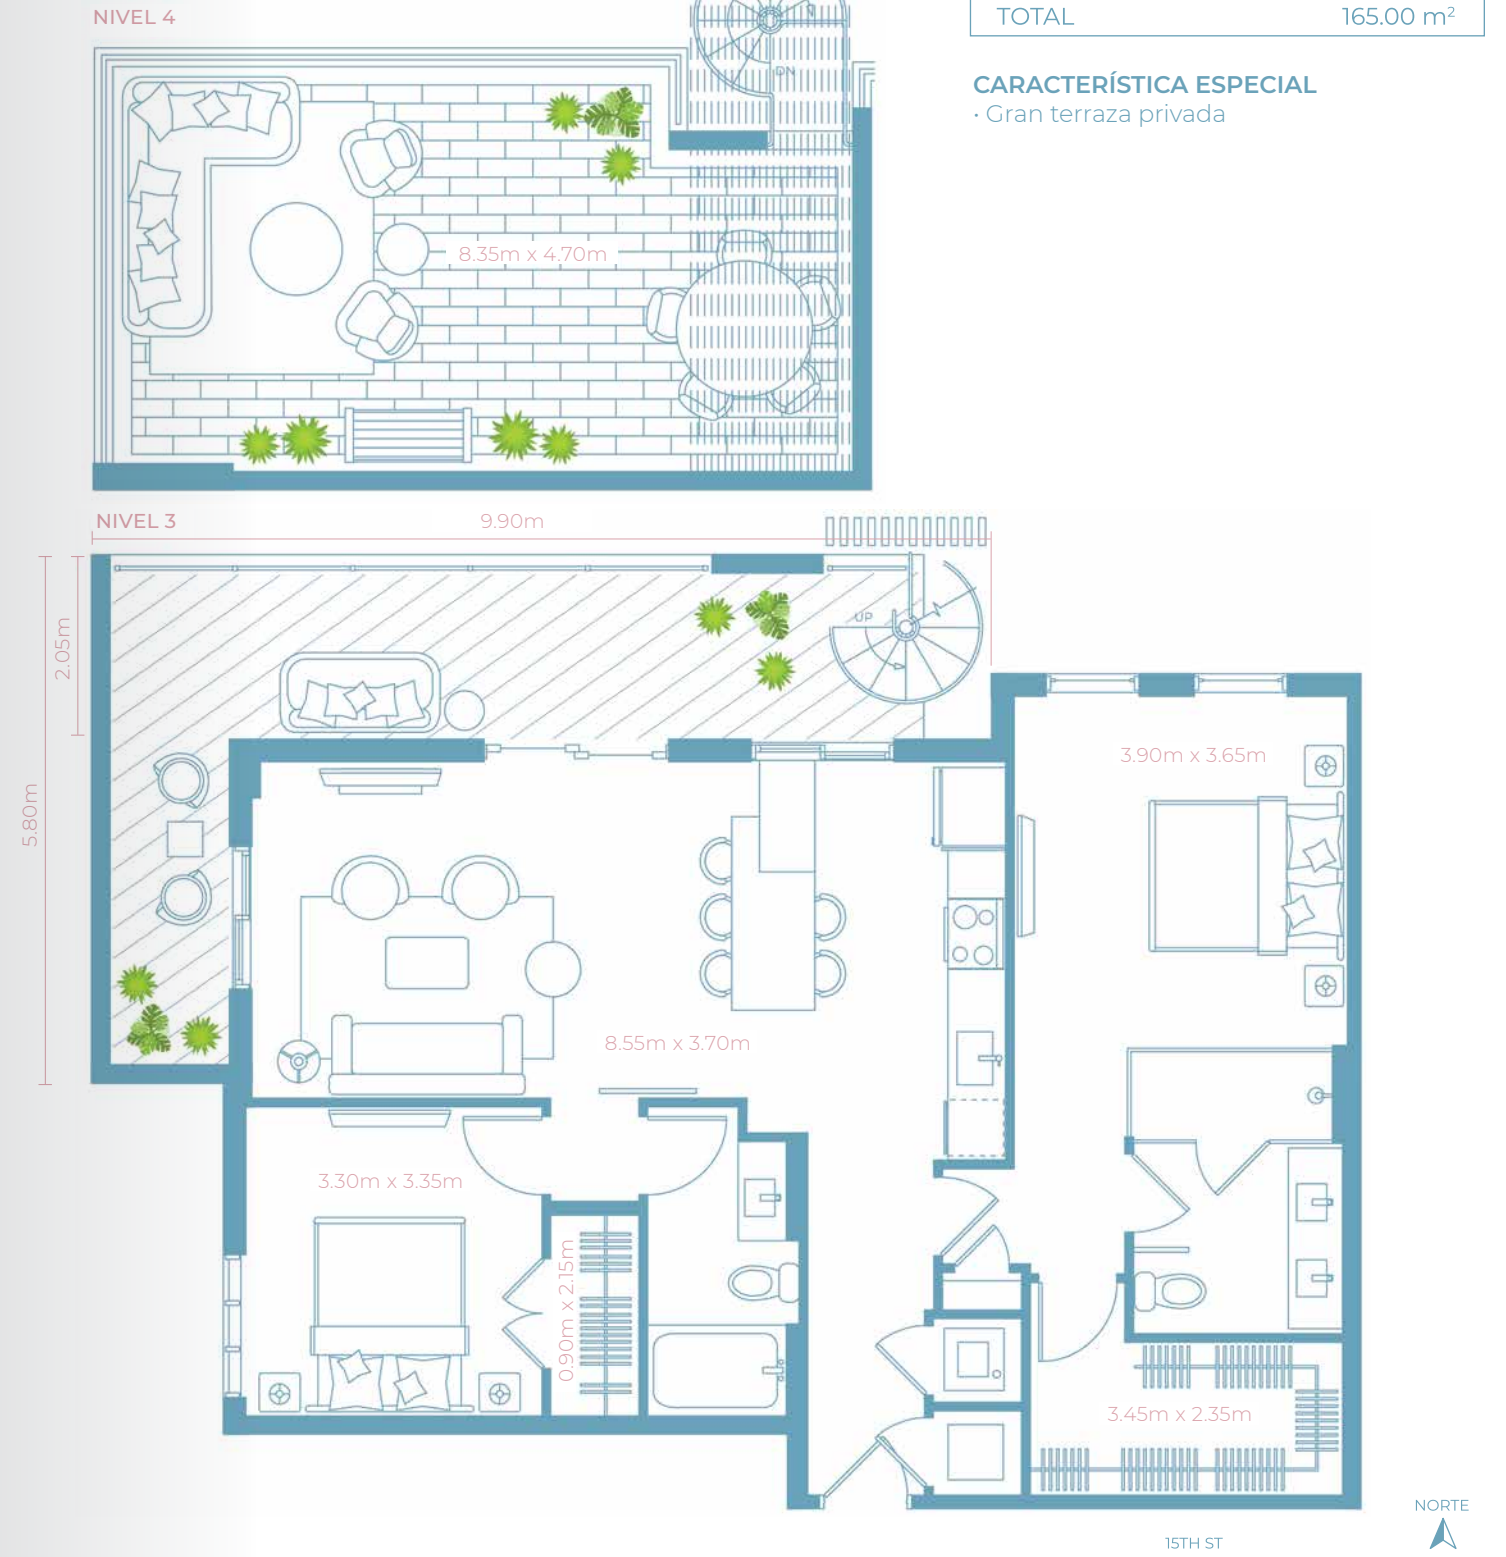 NIVEL 4
TOTAL 165.00 m²
CARACTERÍSTICA ESPECIAL
• Gran terraza privada
DN
8.35m x 4.70m
NIVEL 3
9.90m
2.05m
5.80m
UP
3.90m x 3.65m
8.55m x 3.70m
3.30m x 3.35m
0.90m x 2.15m
3.45m x 2.35m
NORTE
15TH ST